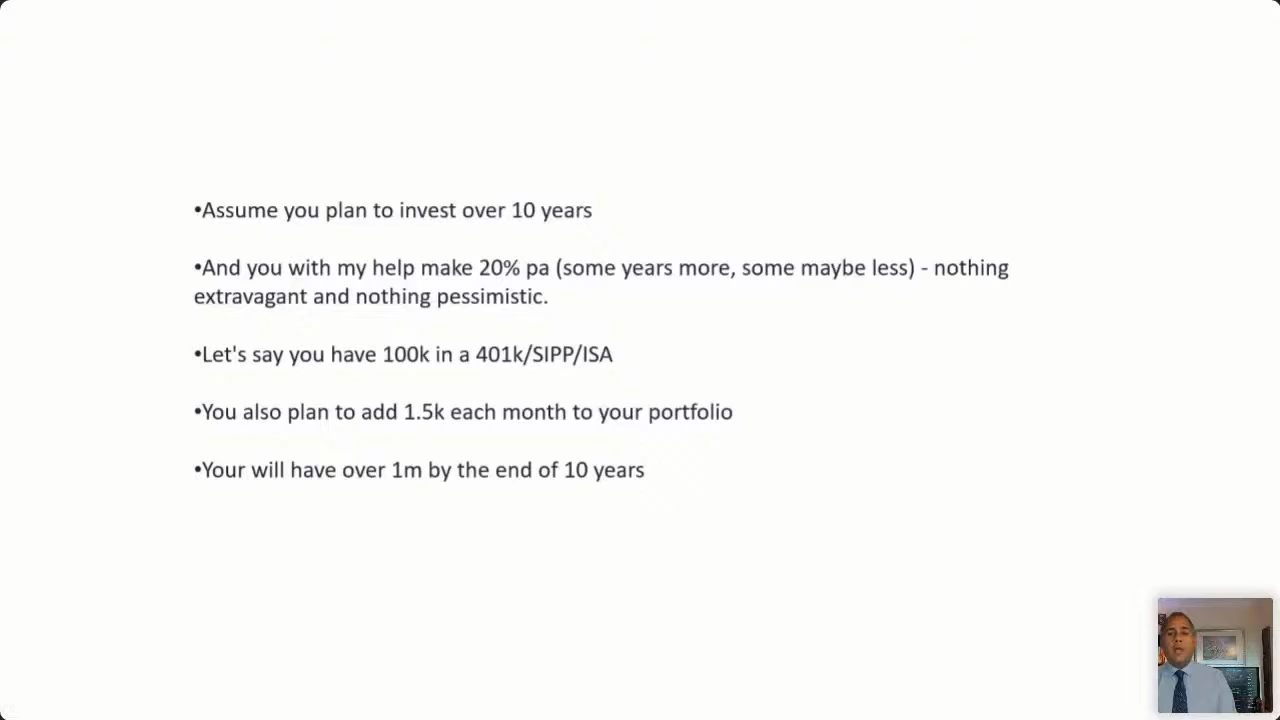 •Assume you plan to invest over 10 years
•And you with my help make 20% pa (some years more, some maybe less) - nothing
extravagant and nothing pessimistic.
•Let's say you have 100k in a 401k/SIPP/ISA
•You also plan to add 1.5k each month to your portfolio
•Your will have over 1m by the end of 10 years